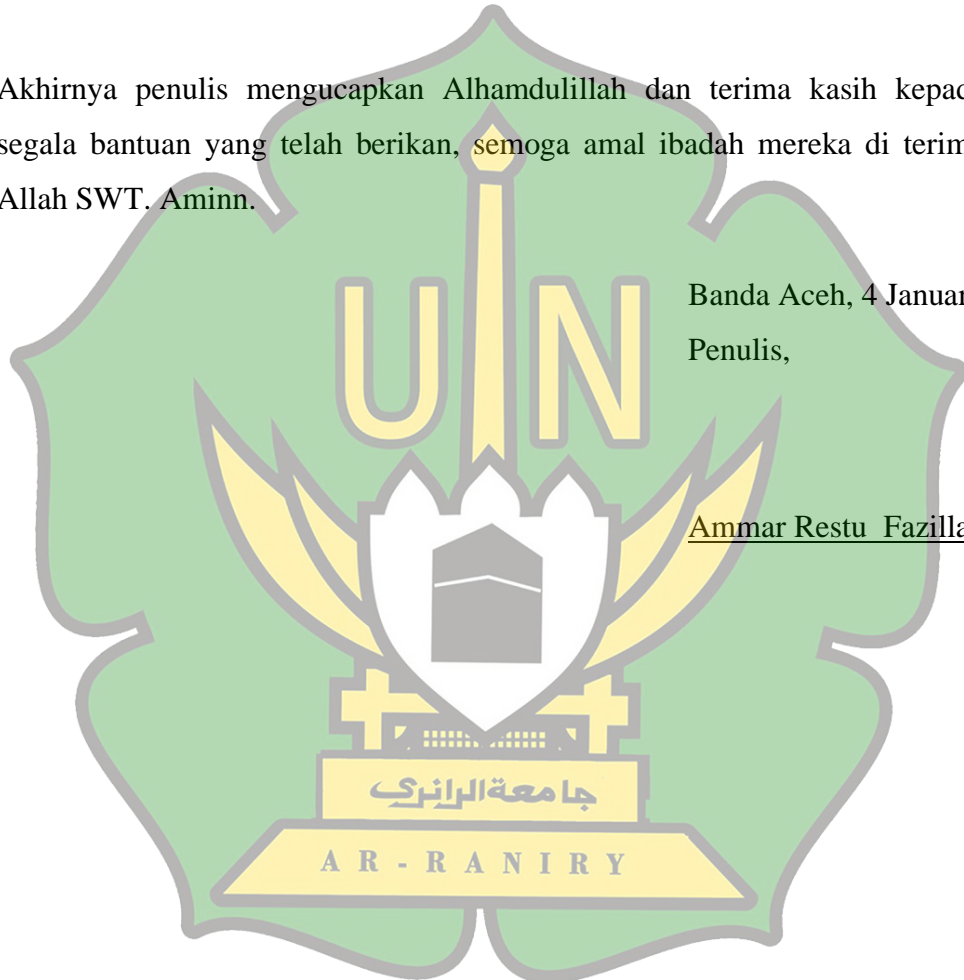 Akhirnya penulis mengucapkan Alhamdulillah dan terima kasih kepad
segala bantuan yang telah berikan, semoga amal ibadah mereka di terim
Allah SWT. Aminn.
Banda Aceh, 4 Januar
Penulis,
Ammar Restu Fazilla
UIN
جامعة الرانري
AR-RANIRY